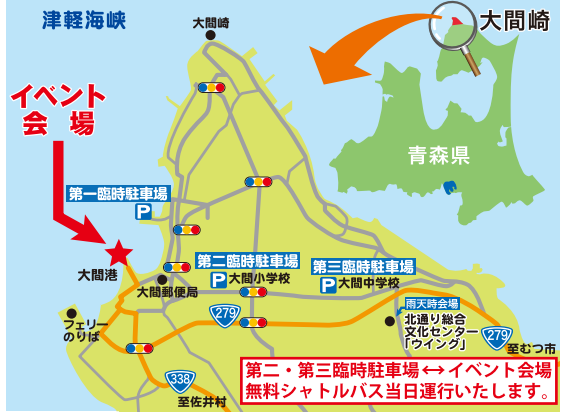 津軽海峡
大間崎
大間崎
イベント
会場
青森県
第一臨時駐車場
P
第二臨時駐車場
P
大間小学校
第三臨時駐車場
P
大間中学校
大間港
大間郵便局
雨天時会場
北通り総合
文化センター
「ウイング」
フェリー
のりば
279
279
至むつ市
338
至佐井村
第二・第三臨時駐車場↔イベント会場
無料シャトルバス当日運行いたします。